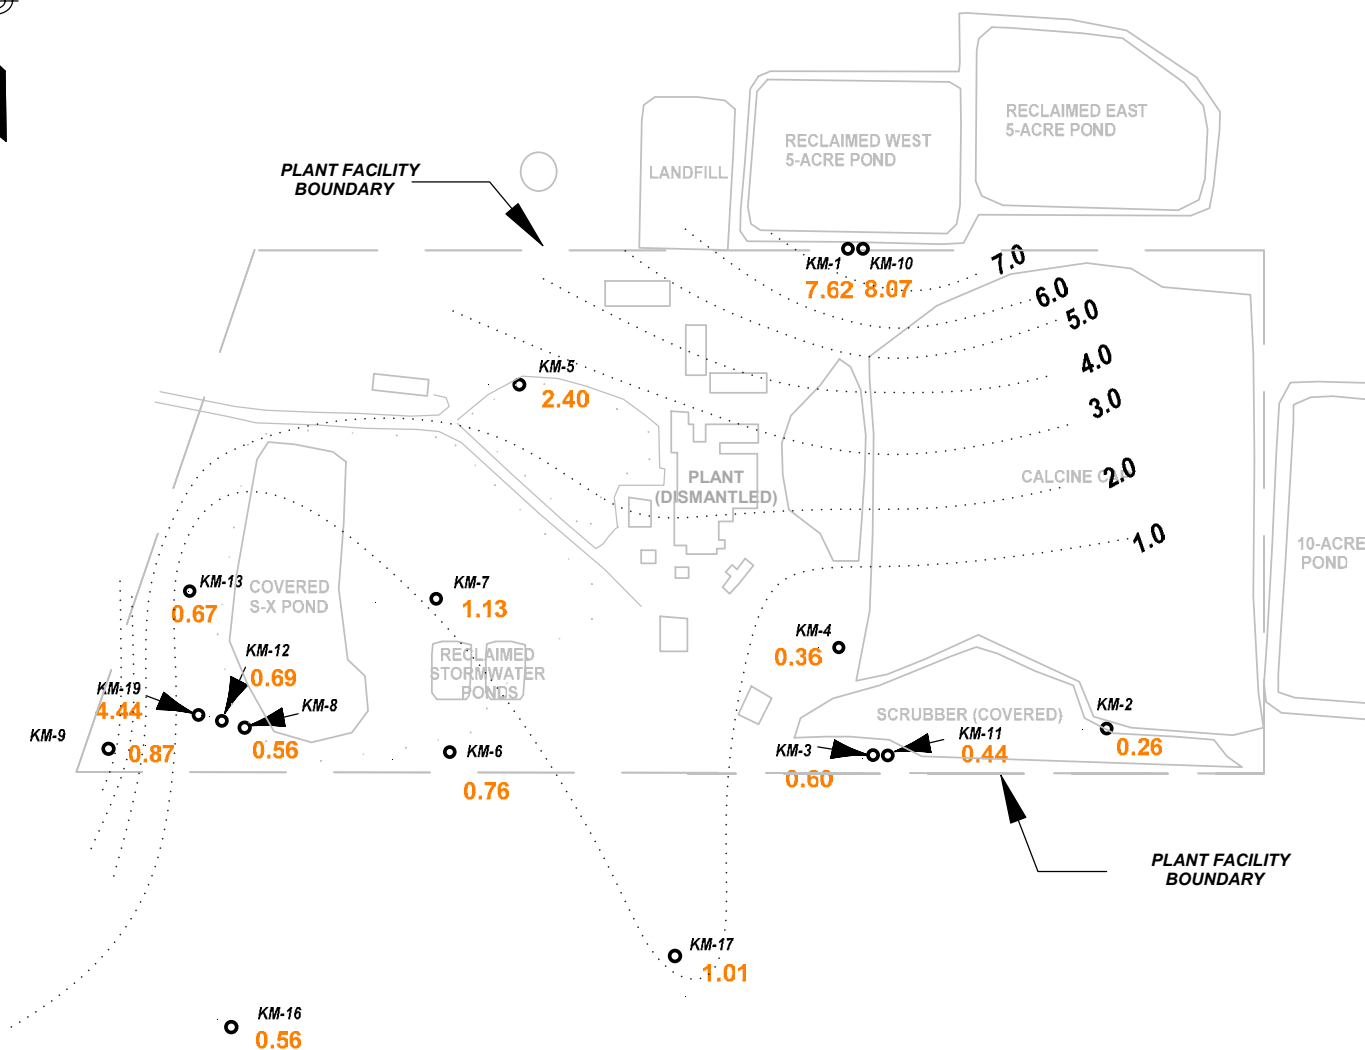 RECLAIMED EAST
5-ACRE POND
RECLAIMED WEST
5-ACRE POND
LANDFILL
PLANT FACILITY
BOUNDARY
KM-1
KM-10
7.62
8.07
7.0
6.0
5.0
4.0
3.0
2.0
1.0
KM-5
2.40
PLANT
(DISMANTLED)
CALCINE CA
10-ACRE
POND
KM-13
0.67
COVERED
S-X POND
KM-7
1.13
KM-4
0.36
KM-12
0.69
RECLAIMED
STORMWATER
PONDS
KM-19
4.44
KM-8
0.56
KM-9
0.87
KM-6
0.76
SCRUBBER (COVERED)
KM-2
0.26
KM-3
0.60
KM-11
0.44
PLANT FACILITY
BOUNDARY
KM-17
1.01
KM-16
0.56